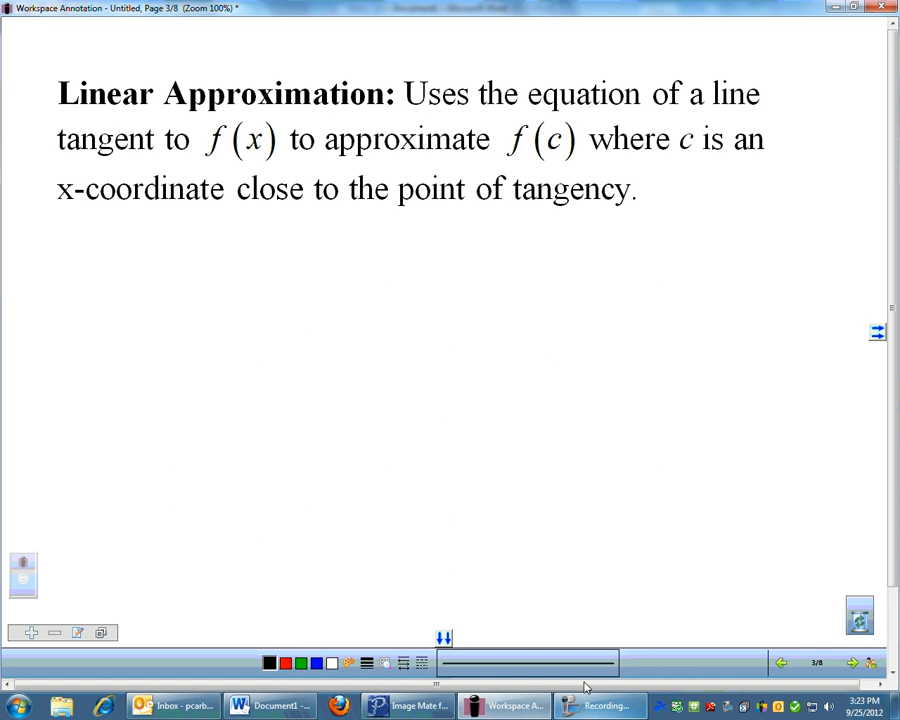 Workspace Annotation - Untitled, Page 3/8 (Zoom 100%) *
Linear Approximation: Uses the equation of a line
tangent to f(x) to approximate f(c) where c is an
x-coordinate close to the point of tangency.
3/8
Inbox - pcarb...
Document1 -...
Image Mate f...
Workspace A...
Recording...
3:23 PM
9/25/2012